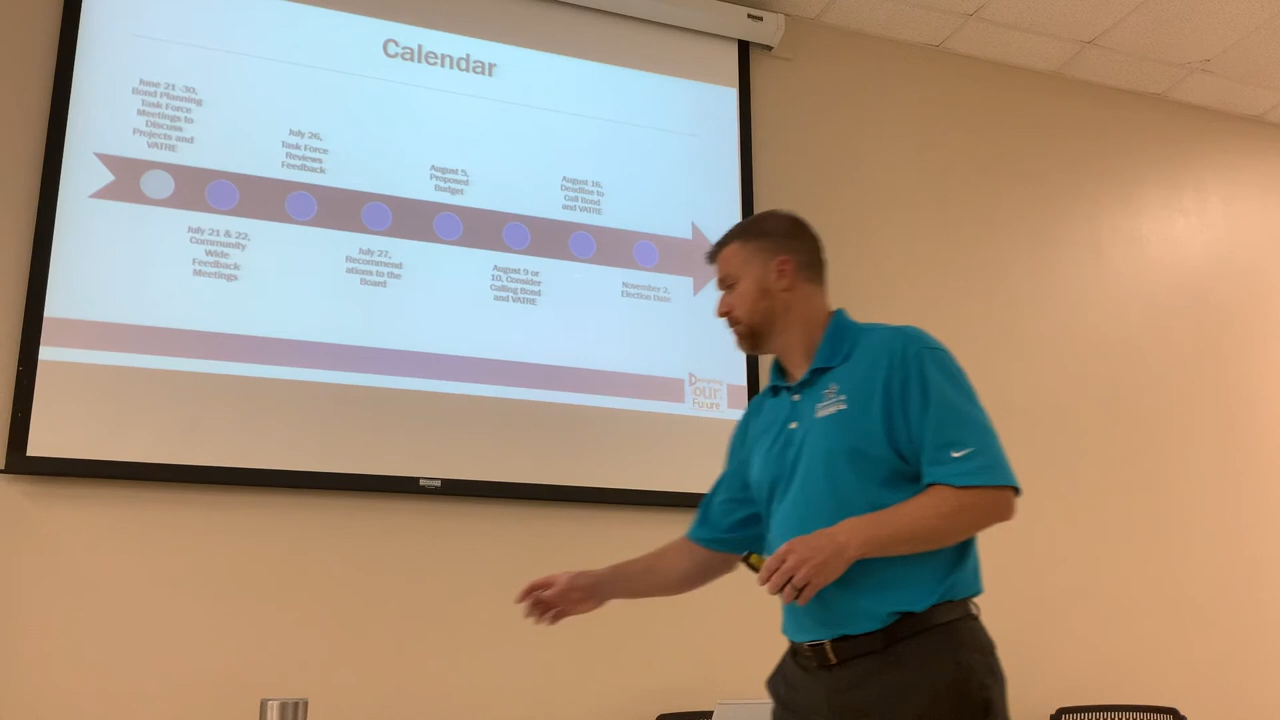 Calendar
June 21 -30,
Bond Planning
Task Force
Meetings to
Discuss
Projects and
VATRE
July 21 & 22,
Community
Wide
Feedback
Meetings
July 26,
Task Force
Reviews
Feedback
July 27,
Recommend
ations to the
Board
August 5,
Proposed
Budget
August 9 or
10, Consider
Calling Bond
and VATRE
August 16,
Deadline to
Call Bond
and VATRE
November 2,
Election Date
Designing
our
Future